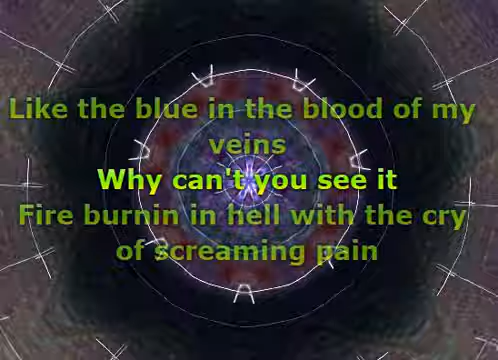 Like the blue in the blood of my
veins
Why can't you see it
Fire burnin in hell with the cry
of screaming pain